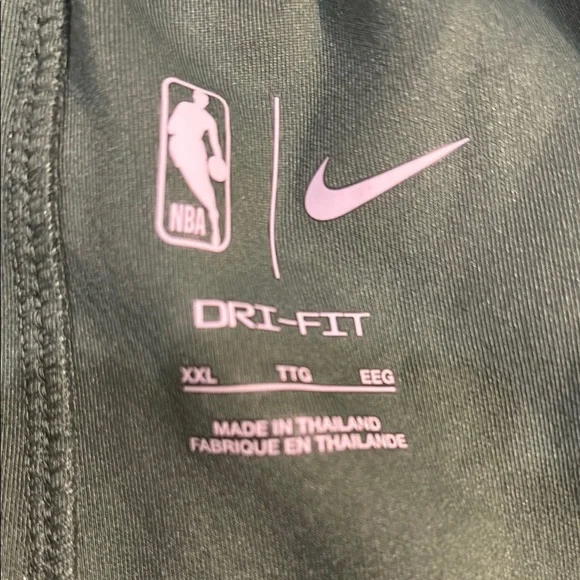 NBA
DRI-FIT
XXL TTG EEG
MADE IN THAILAND
FABRIQUE EN THAILANDE